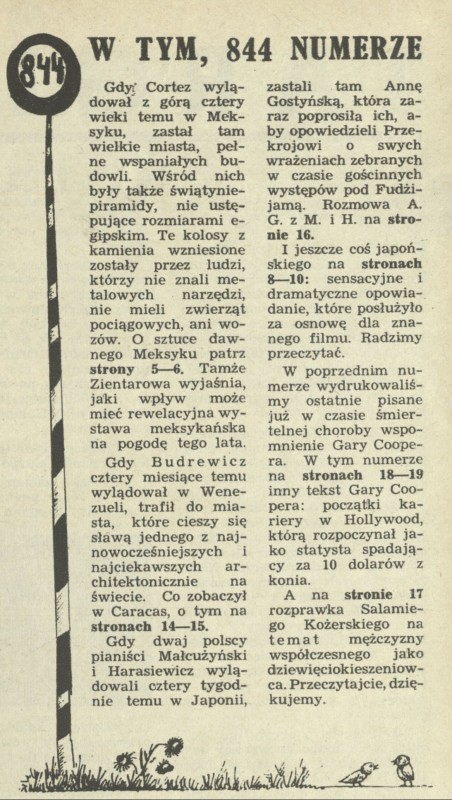 844
W TYM, 844 NUMERZE
Gdy Cortez wylą-
dował z górą cztery
wieki temu w Mek-
syku, zastał tam
wielkie miasta, peł-
ne wspaniałych bu-
dowli. Wśród nich
były także świątynie-
piramidy, nie ustę-
pujące rozmiarami e-
gipskim. Te kolosy z
kamienia wzniesione
zostały przez ludzi,
którzy nie znali me-
talowych narzędzi,
nie mieli zwierząt
pociągowych, ani wo-
zów. O sztuce daw-
nego Meksyku patrz
strony 5—6. Tamże
Zientarowa wyjaśnia,
jaki wpływ może
mieć rewelacyjna wy-
stawa meksykańska
na pogodę tego lata.
Gdy Budrewicz
cztery miesiące temu
wylądował w Wene-
zueli, trafił do mia-
sta, które cieszy się
sławą jednego z naj-
nowocześniejszych i
najciekawszych ar-
chitektonicznie na
świecie. Co zobaczył
w Caracas, o tym na
stronach 14—15.
Gdy dwaj polscy
pianiści Małcużyński
i Harasiewicz wylą-
dowali cztery tygod-
nie temu w Japonii,
zastali tam Annę
Gostyńską, która za-
raz poprosiła ich, a-
by opowiedzieli Prze-
krojowi o swych
wrażeniach zebranych
w czasie gościnnych
występów pod Fudżi-
jamą. Rozmowa A.
G. z M. i H. na stro-
nie 16.
I jeszcze coś japoń-
skiego na stronach
8—10: sensacyjne i
dramatyczne opowia-
danie, które posłużyło
za osnowę dla zna-
nego filmu. Radzimy
przeczytać.
W poprzednim nu-
merze wydrukowaliś-
my ostatnie pisane
już w czasie śmier-
telnej choroby wspo-
mnienie Gary Coope-
ra. W tym numerze
na stronach 18—19
inny tekst Gary Coo-
pera: początki ka-
riery w Hollywood,
którą rozpoczynał ja-
ko statysta spadają-
cy za 10 dolarów z
konia.
A na stronie 17
rozprawka Salamie-
go Kożerskiego na
temat mężczyzny
współczesnego jako
dziewięciokieszeniow-
ca. Przeczytajcie, dzię-
kujemy.